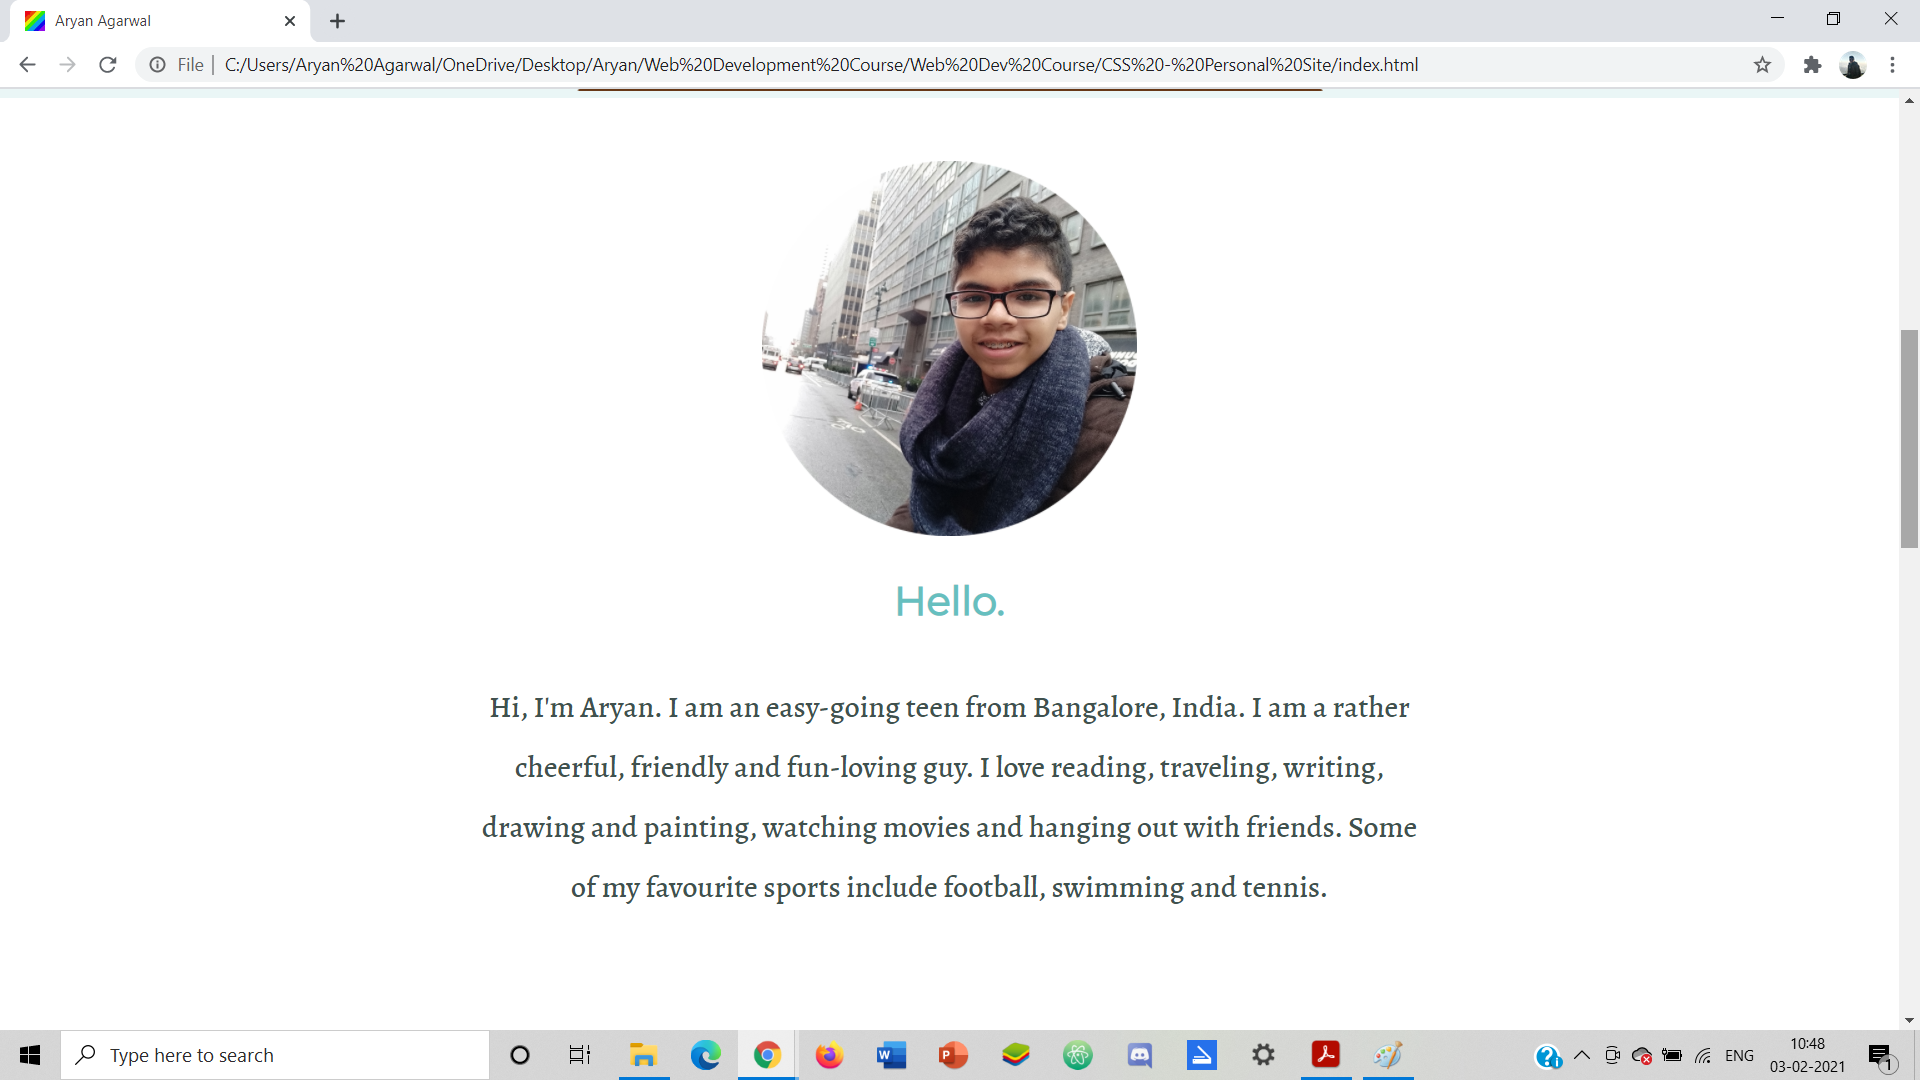 Aryan Agarwal
File
C:/Users/Aryan%20Agarwal/OneDrive/Desktop/Aryan/Web%20Development%20Course/Web%20Dev%20Course/CSS%20-%20Personal%20Site/index.html
Hello.
Hi, I'm Aryan. I am an easy-going teen from Bangalore, India. I am a rather
cheerful, friendly and fun-loving guy. I love reading, traveling, writing,
drawing and painting, watching movies and hanging out with friends. Some
of my favourite sports include football, swimming and tennis.
Type here to search
ENG
10:48
03-02-2021
1